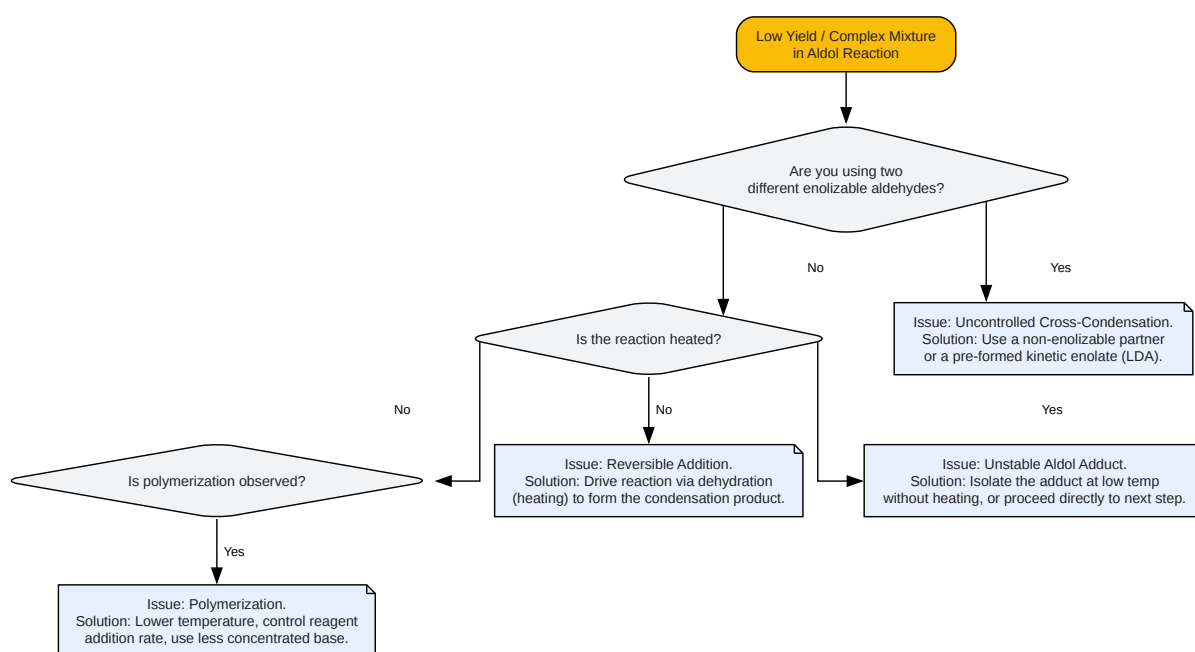 Low Yield / Complex Mixture
in Aldol Reaction
Are you using two
different enolizable aldehydes?
No
Yes
Issue: Uncontrolled Cross-Condensation.
Solution: Use a non-enolizable partner
or a pre-formed kinetic enolate (LDA).
Is the reaction heated?
No
No
Yes
Is polymerization observed?
Issue: Reversible Addition.
Solution: Drive reaction via dehydration
(heating) to form the condensation product.
Issue: Unstable Aldol Adduct.
Solution: Isolate the adduct at low temp
without heating, or proceed directly to next step.
Yes
Issue: Polymerization.
Solution: Lower temperature, control reagent
addition rate, use less concentrated base.